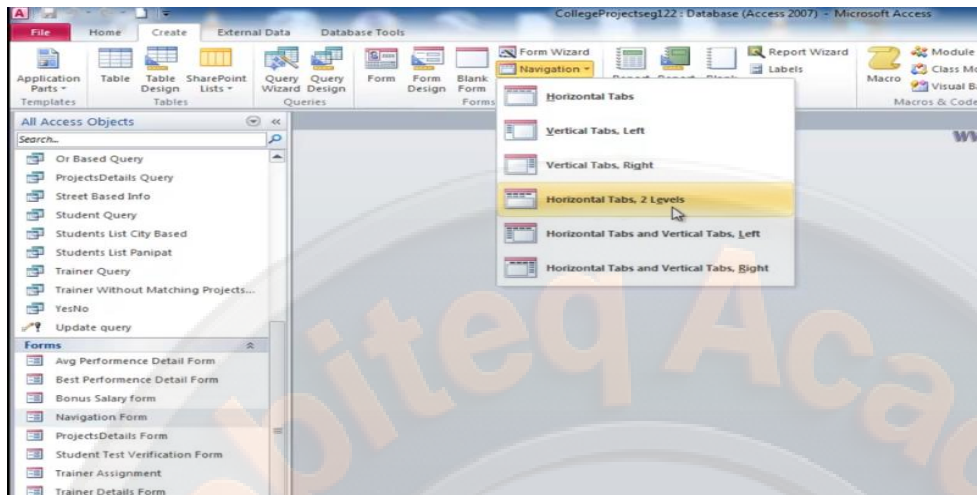 A
CollegeProjectseg122 : Database (Access 2007) - Microsoft Access
File Home Create External Data Database Tools
Application Parts
Table
Table Design
SharePoint Lists
Query Wizard
Query Design
Form
Form Design
Blank Form
Form Wizard
Navigation
Report Wizard
Labels
Macro
Module
Class Mo
Visual Ba
Templates Tables Queries Forms Macros & Code
Horizontal Tabs
Vertical Tabs, Left
Vertical Tabs, Right
Horizontal Tabs, 2 Levels
Horizontal Tabs and Vertical Tabs, Left
Horizontal Tabs and Vertical Tabs, Right
All Access Objects
Search...
Or Based Query
ProjectsDetails Query
Street Based Info
Student Query
Students List City Based
Students List Panipat
Trainer Query
Trainer Without Matching Projects...
YesNo
Update query
Forms
Avg Performence Detail Form
Best Performence Detail Form
Bonus Salary form
Navigation Form
ProjectsDetails Form
Student Test Verification Form
Trainer Assignment
Trainer Details Form
biteq Aca